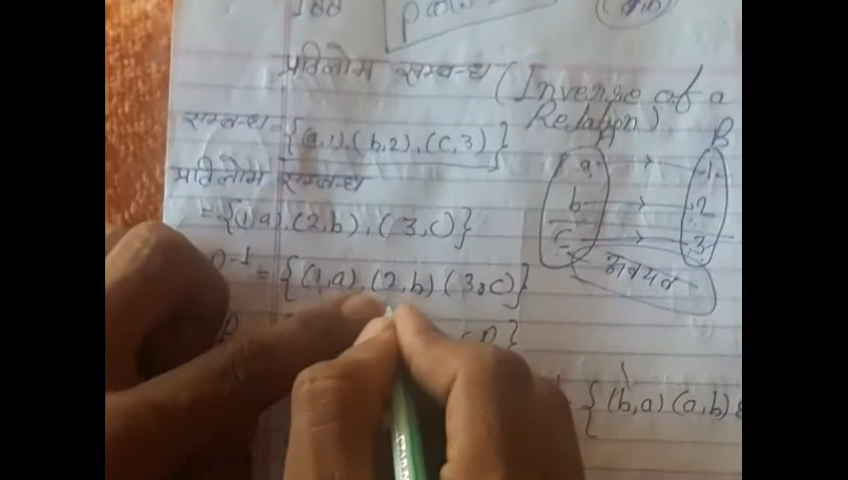 प्रतिलोम सम्बन्ध (Inverse of a
Relation)
सम्बन्ध = {(a,1),(b,2),(c,3)}
प्रतिलोम सम्बन्ध
= {(1,a),(2,b),(3,c)}
= {(1,a),(2,b)(3,c)}
B
a 1
b 2
c 3
अवयव
{(b,a)(a,b)